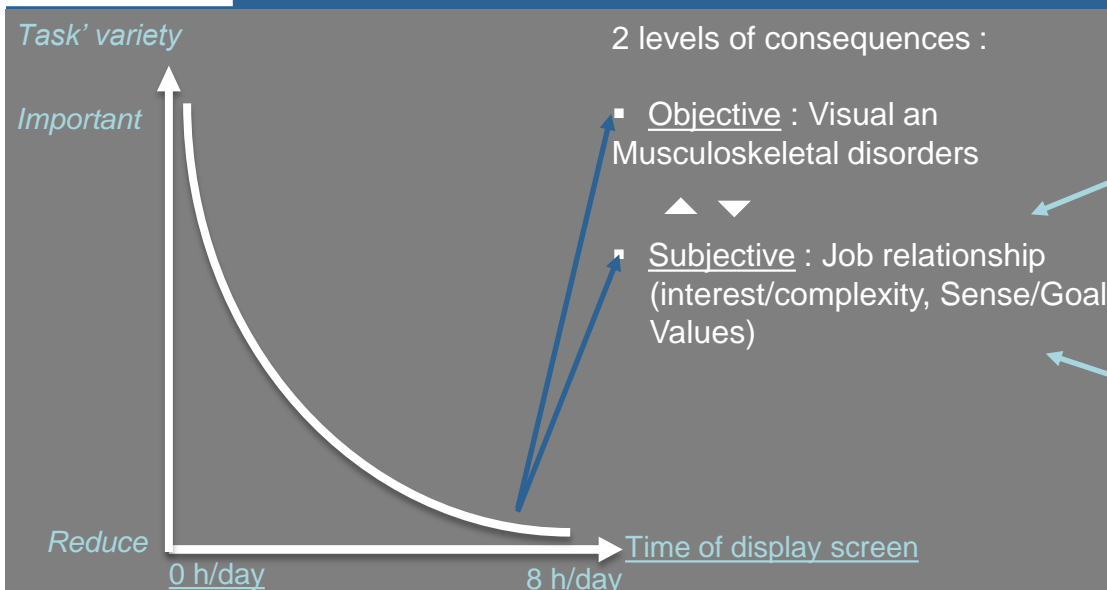 Task' variety
Important
Reduce
0 h/day
8 h/day
Time of display screen
2 levels of consequences :
▪ Objective : Visual an
Musculoskeletal disorders
▪ Subjective : Job relationship
(interest/complexity, Sense/Goal
Values)